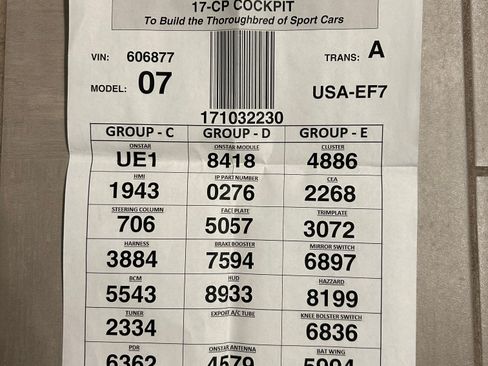 17-CP COCKPIT
To Build the Thoroughbred of Sport Cars
VIN: 606877 TRANS: A
MODEL: 07 USA-EF7
171032230
GROUP - C GROUP - D GROUP - E
ONSTAR ONSTAR MODULE CLUSTER
UE1 8418 4886
HMI IP PART NUMBER CEA
1943 0276 2268
STEERING COLUMN FACE PLATE TRIMPLATE
706 5057 3072
HARNESS BRAKE BOOSTER MIRROR SWITCH
3884 7594 6897
BCM HUD HAZZARD
5543 8933 8199
TUNER EXPORT A/C TUBE KNEE BOLSTER SWITCH
2334 6836
PDR ONSTAR ANTENNA BAT WING
6362 4579